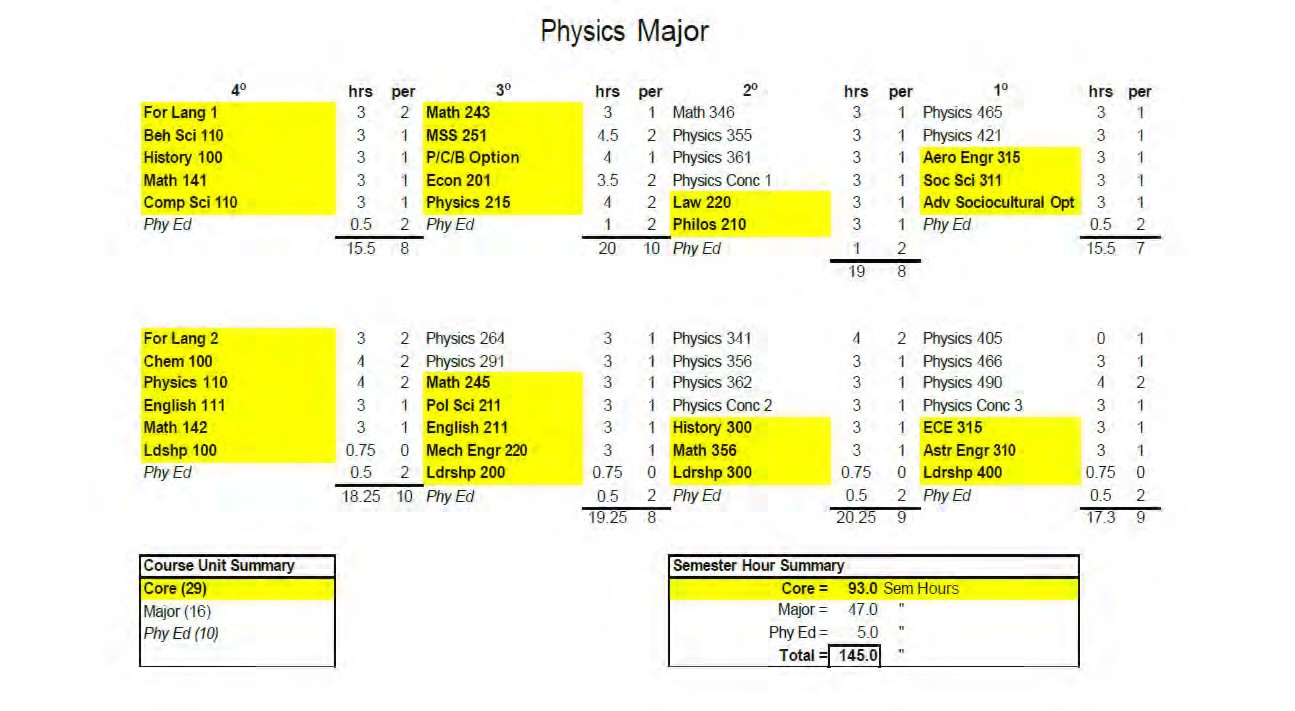 Physics Major
4º hrs per 3º hrs per 2º hrs per 1º hrs per
For Lang 1 3 2 Math 243 3 1 Math 346 3 1 Physics 465 3 1
Beh Sci 110 3 1 MSS 251 4.5 2 Physics 355 3 1 Physics 421 3 1
History 100 3 1 P/C/B Option 4 1 Physics 361 3 1 Aero Engr 315 3 1
Math 141 3 1 Econ 201 3.5 2 Physics Conc 1 3 1 Soc Sci 311 3 1
Comp Sci 110 3 1 Physics 215 4 2 Law 220 3 1 Adv Sociocultural Opt 3 1
Phy Ed 0.5 2 Phy Ed 1 2 Philos 210 3 1 Phy Ed 0.5 2
15.5 8 20 10 Phy Ed 1 2 15.5 7
19 8
For Lang 2 3 2 Physics 264 3 1 Physics 341 4 2 Physics 405 0 1
Chem 100 4 2 Physics 291 3 1 Physics 356 3 1 Physics 466 3 1
Physics 110 4 2 Math 245 3 1 Physics 362 3 1 Physics 490 4 2
English 111 3 1 Pol Sci 211 3 1 Physics Conc 2 3 1 Physics Conc 3 3 1
Math 142 3 1 English 211 3 1 History 300 3 1 ECE 315 3 1
Ldshp 100 0.75 0 Mech Engr 220 3 1 Math 356 3 1 Astr Engr 310 3 1
Phy Ed 0.5 2 Ldrshp 200 0.75 0 Ldrshp 300 0.75 0 Ldrshp 400 0.75 0
18.25 10 Phy Ed 0.5 2 Phy Ed 0.5 2 Phy Ed 0.5 2
19.25 8 20.25 9 17.3 9
Course Unit Summary Semester Hour Summary
Core (29) Core = 93.0 Sem Hours
Major (16) Major = 47.0 "
Phy Ed (10) Phy Ed = 5.0 "
Total = 145.0 "